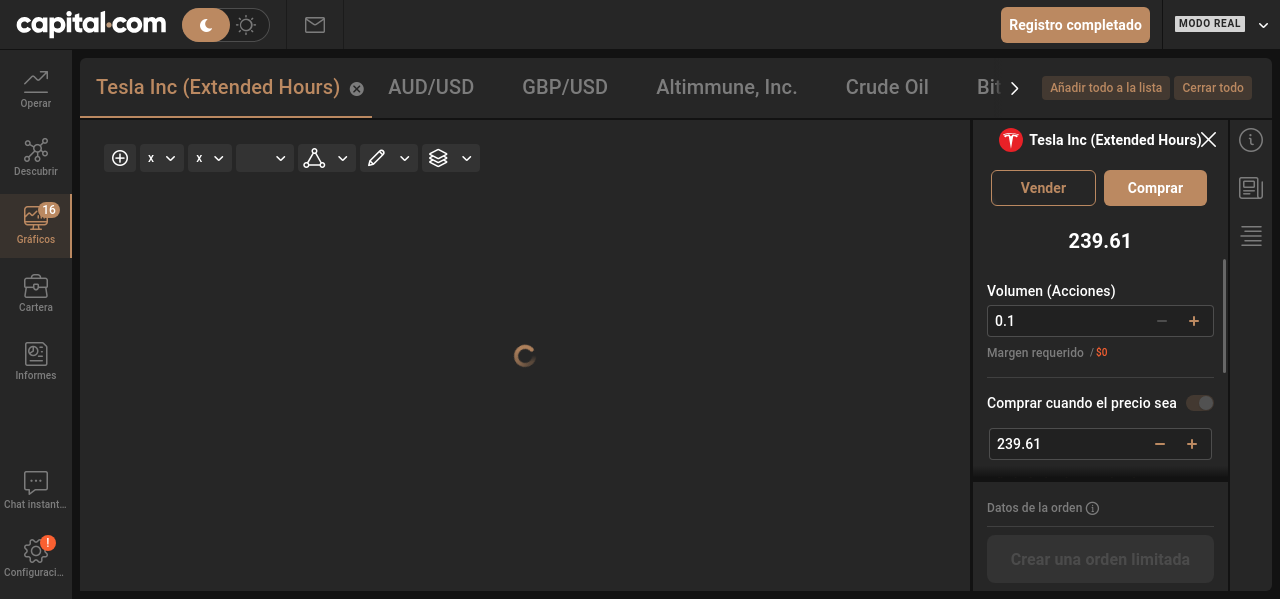 capital.com
Registro completado
MODO REAL
Operar
Descubrir
16
Gráficos
Cartera
Informes
Chat instant...
!
Configuraci...
Tesla Inc (Extended Hours)
AUD/USD
GBP/USD
Altimmune, Inc.
Crude Oil
Bit
Añadir todo a la lista
Cerrar todo
x
x
Tesla Inc (Extended Hours)
Vender
Comprar
239.61
Volumen (Acciones)
0.1
Margen requerido / $0
Comprar cuando el precio sea
239.61
Datos de la orden
Crear una orden limitada